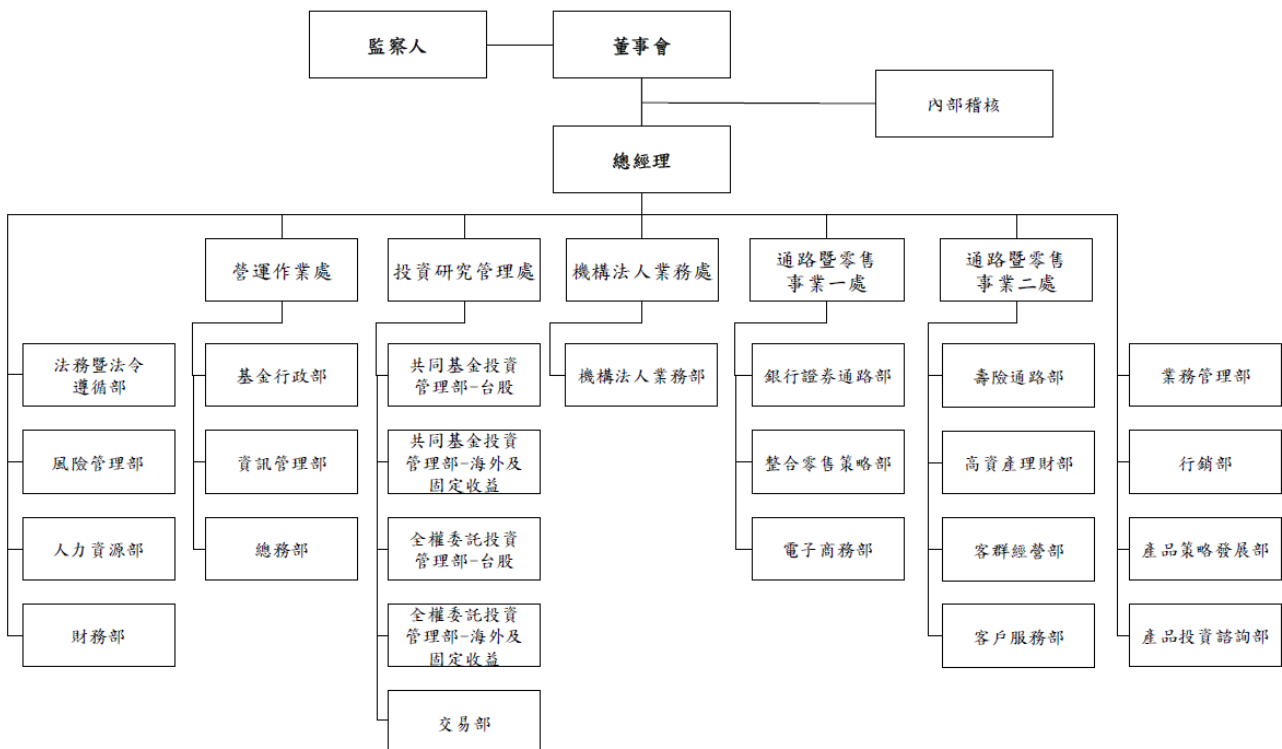 監察人
董事會
內部稽核
總經理
營運作業處
投資研究管理處
機構法人業務處
通路暨零售
事業一處
通路暨零售
事業二處
法務暨法令
遵循部
基金行政部
共同基金投資
管理部-台股
機構法人業務部
銀行證券通路部
壽險通路部
業務管理部
風險管理部
資訊管理部
共同基金投資
管理部-海外及
固定收益
整合零售策略部
高資產理財部
行銷部
人力資源部
總務部
全權委託投資
管理部-台股
電子商務部
客群經營部
產品策略發展部
財務部
全權委託投資
管理部-海外及
固定收益
客戶服務部
產品投資諮詢部
交易部